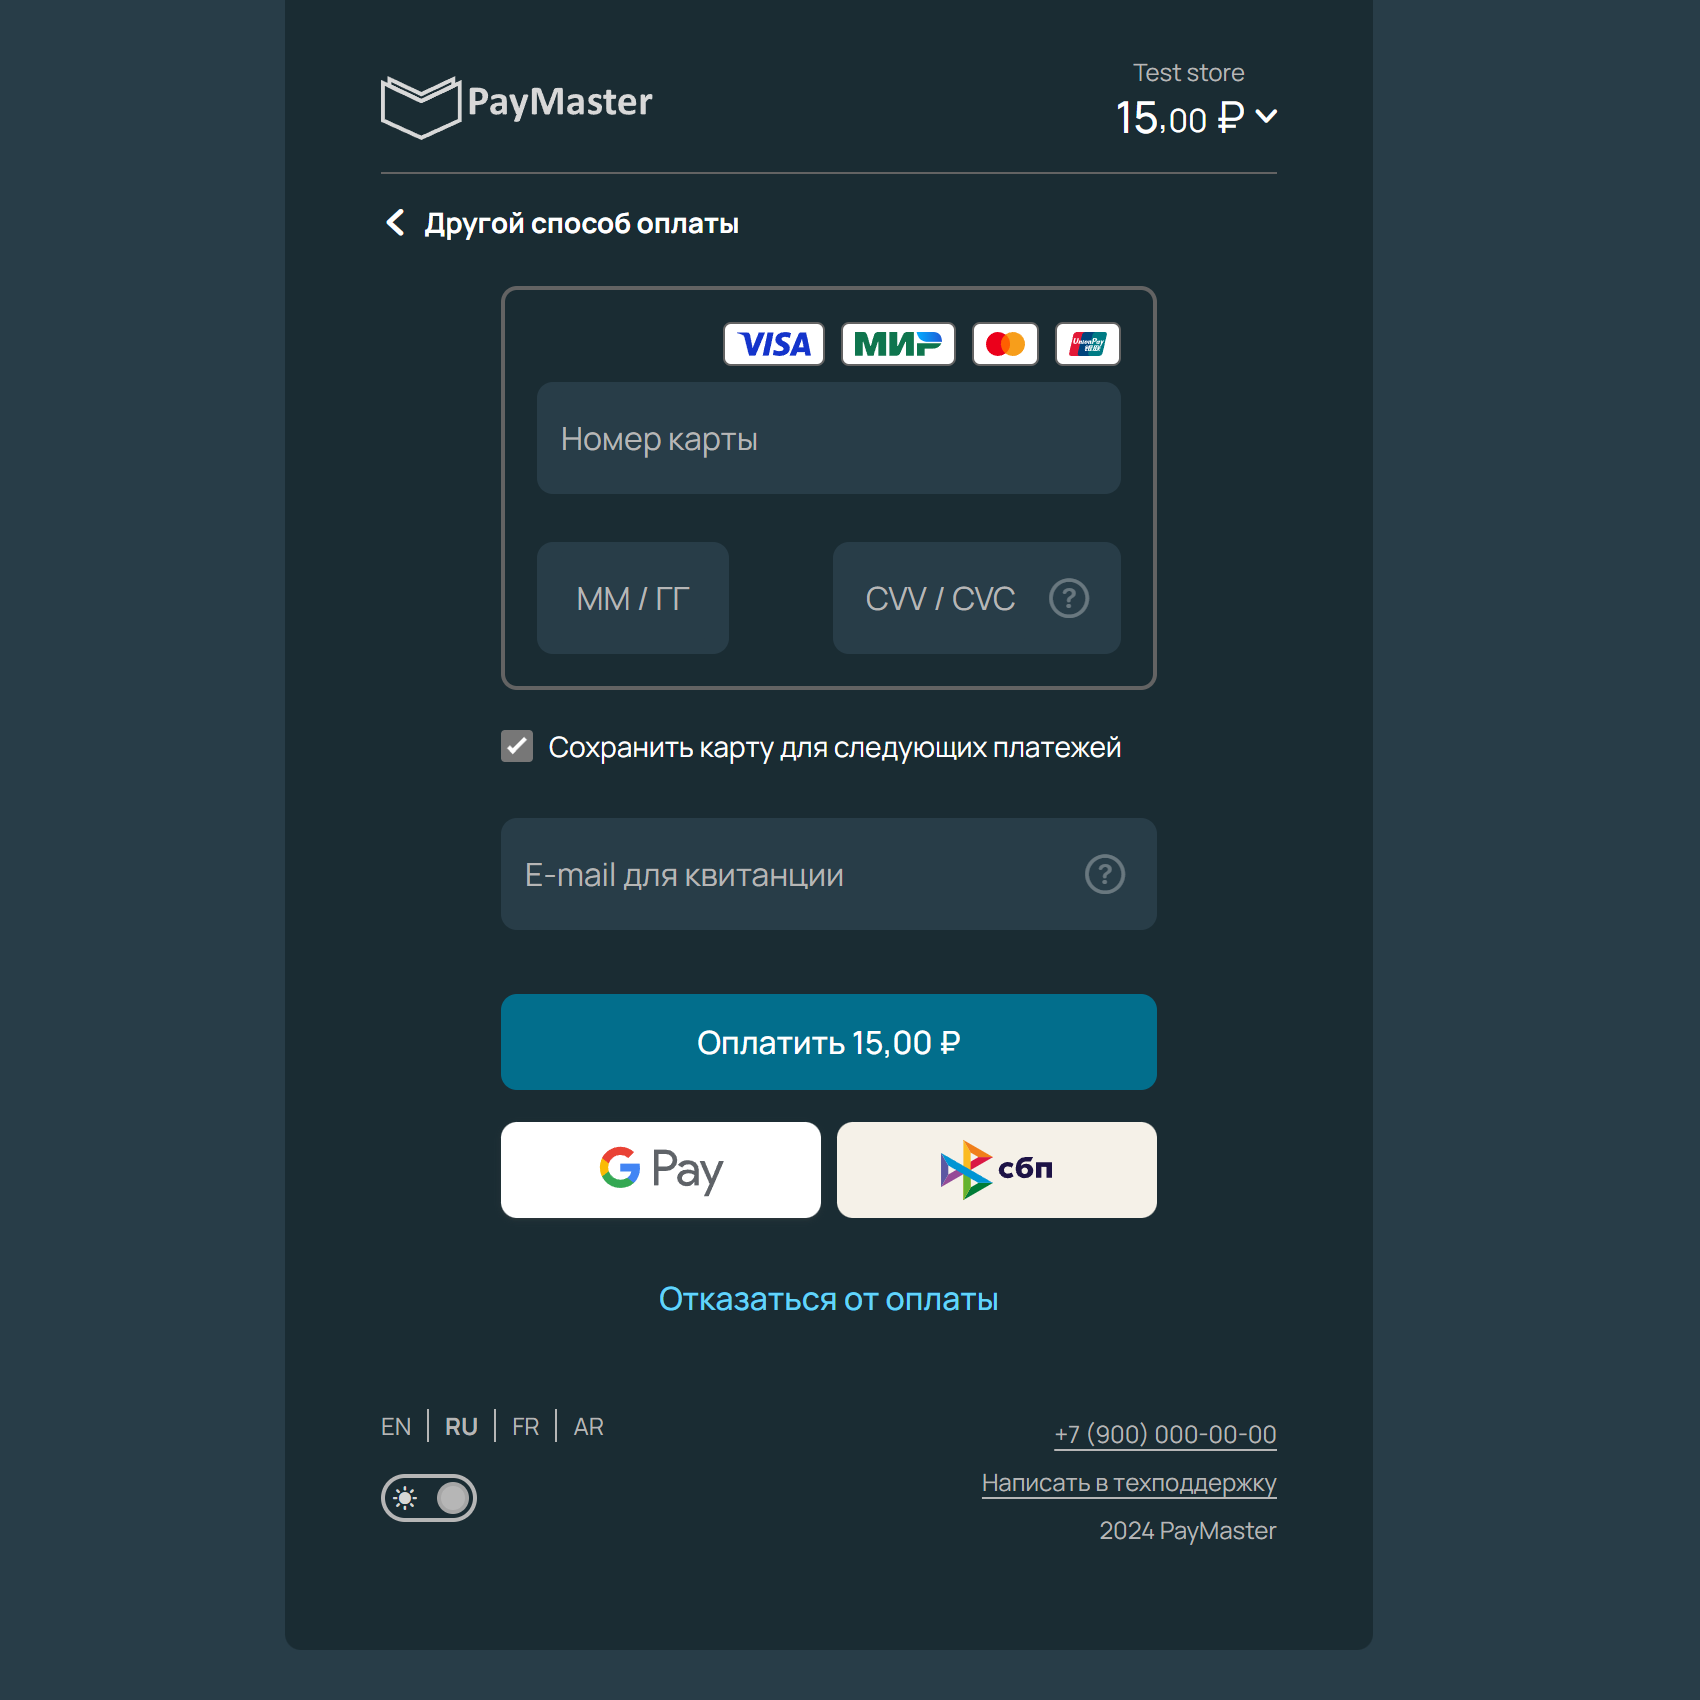 PayMaster
Test store
15,00 ₽
Другой способ оплаты
VISA МИР UnionPay 银联
Номер карты
ММ / ГГ
CVV / CVC ?
Сохранить карту для следующих платежей
E-mail для квитанции ?
Оплатить 15,00 ₽
G Pay
сбп
Отказаться от оплаты
EN RU FR AR
+7 (900) 000-00-00
Написать в техподдержку
2024 PayMaster